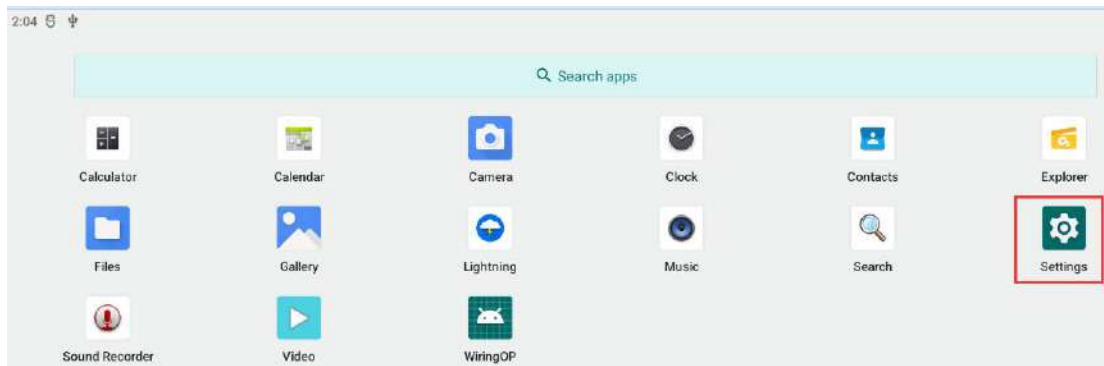 2:04
Search apps
Calculator Calendar Camera Clock Contacts Explorer
Files Gallery Lightning Music Search Settings
Sound Recorder Video WiringOP